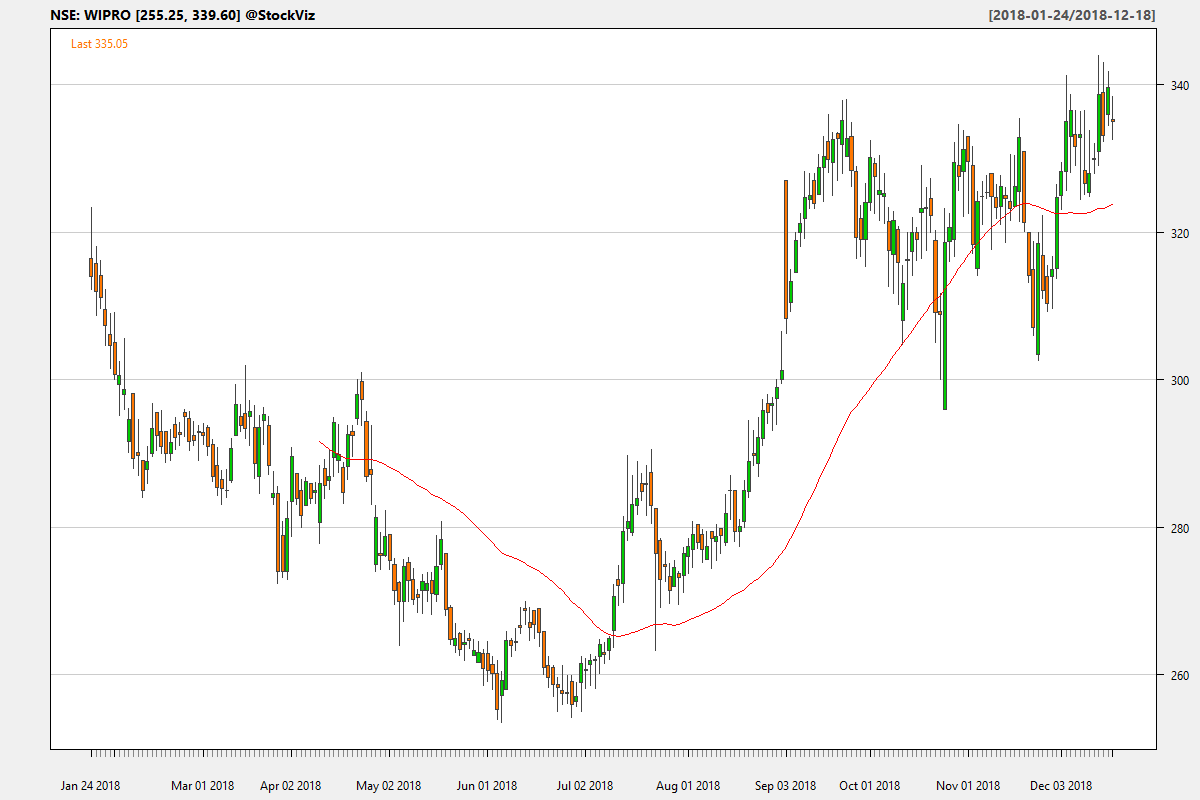 NSE: WIPRO [255.25, 339.60] @StockViz [2018-01-24/2018-12-18]
Last 335.05
340
320
300
280
260
Jan 24 2018 Mar 01 2018 Apr 02 2018 May 02 2018 Jun 01 2018 Jul 02 2018 Aug 01 2018 Sep 03 2018 Oct 01 2018 Nov 01 2018 Dec 03 2018